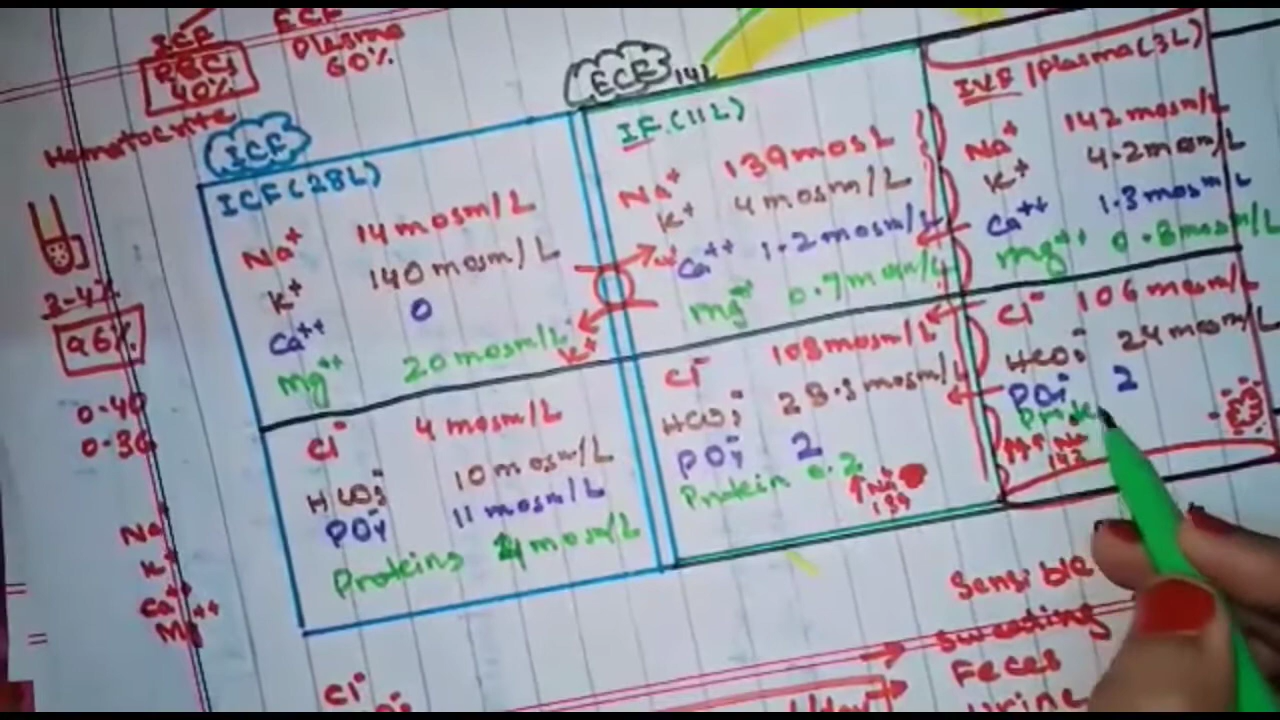 ICF
RBCs
40%
Hematocrite
ECF
Plasma
60%
3-4%
96%
0.40
0.36
Na+
K+
Ca++
Mg++
ICF
ICF (28L)
Na+ 14 mosm/L
K+ 140 mosm/L
Ca++ 0
Mg++ 20 mosm/L
K+
Cl- 4 mosm/L
HCO3- 10 mosm/L
PO4- 11 mosm/L
Proteins 4 mosm/L
ECF 14L
IF (11L)
Na+ 139 mosL
K+ 4 mosm/L
Ca++ 1.2 mosm/L
Mg++ 0.7 mosm/L
Cl- 108 mosm/L
HCO3- 28.3 mosm/L
PO4- 2
Protein 0.2
↑Na+
139
IVF / Plasma (3L)
Na+ 142 mosm/L
K+ 4.2 mosm/L
Ca++ 1.3 mosm/L
Mg++ 0.8 mosm/L
Cl- 106 mosm/L
HCO3- 24 mosm/L
PO4- 2
Na+
142
Cl-
Sensible
Sweating
Feces
Urine